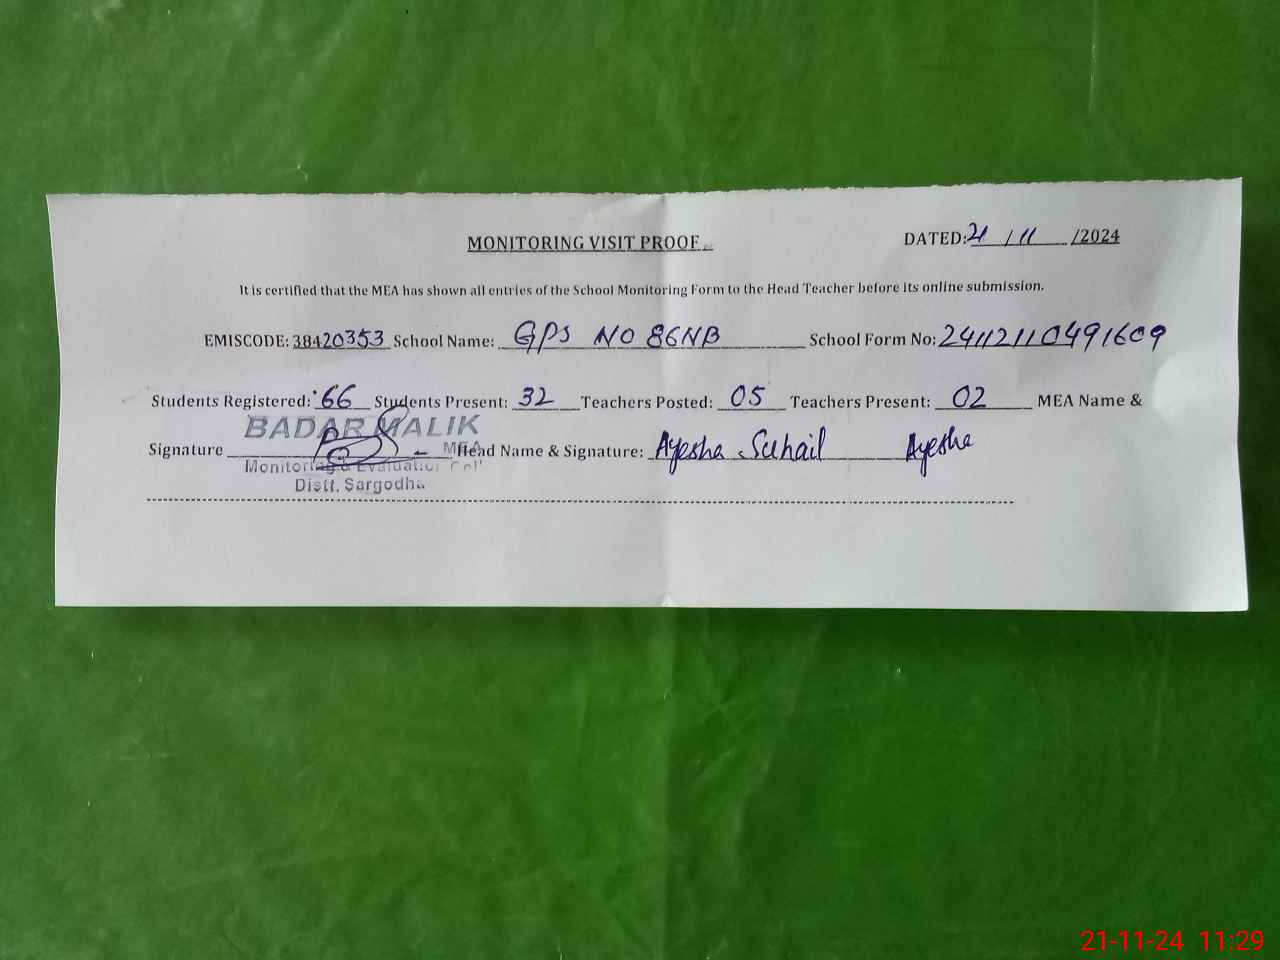 MONITORING VISIT PROOF
DATED: 21 / 11 /2024
It is certified that the MEA has shown all entries of the School Monitoring Form to the Head Teacher before its online submission.
EMISCODE: 38420353 School Name: GPS NO 86NB School Form No: 24112110491609
Students Registered: 66 Students Present: 32 Teachers Posted: 05 Teachers Present: 02 MEA Name &
BADAR MALIK
Signature MEA Head Name & Signature: Ayesha Suhail Ayesha
Monitoring & Evaluation Cell
Distt. Sargodha
21-11-24 11:29